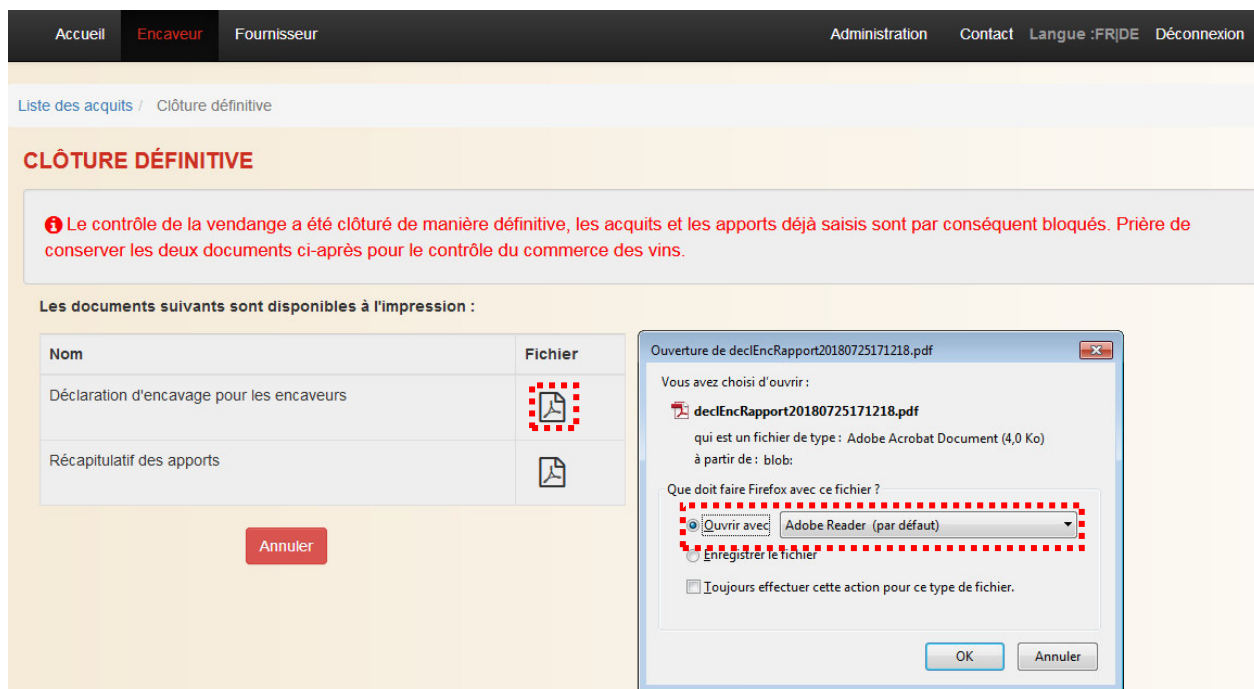 Accueil Encaveur Fournisseur Administration Contact Langue :FR|DE Déconnexion
Liste des acquits / Clôture définitive
CLÔTURE DÉFINITIVE
Le contrôle de la vendange a été clôturé de manière définitive, les acquits et les apports déjà saisis sont par conséquent bloqués. Prière de
conserver les deux documents ci-après pour le contrôle du commerce des vins.
Les documents suivants sont disponibles à l'impression :
Nom Fichier
Déclaration d'encavage pour les encaveurs
Récapitulatif des apports
Annuler
Ouverture de declEncRapport20180725171218.pdf
Vous avez choisi d'ouvrir :
declEncRapport20180725171218.pdf
qui est un fichier de type : Adobe Acrobat Document (4,0 Ko)
à partir de : blob:
Que doit faire Firefox avec ce fichier ?
Ouvrir avec Adobe Reader (par défaut)
Enregistrer le fichier
Toujours effectuer cette action pour ce type de fichier.
OK Annuler